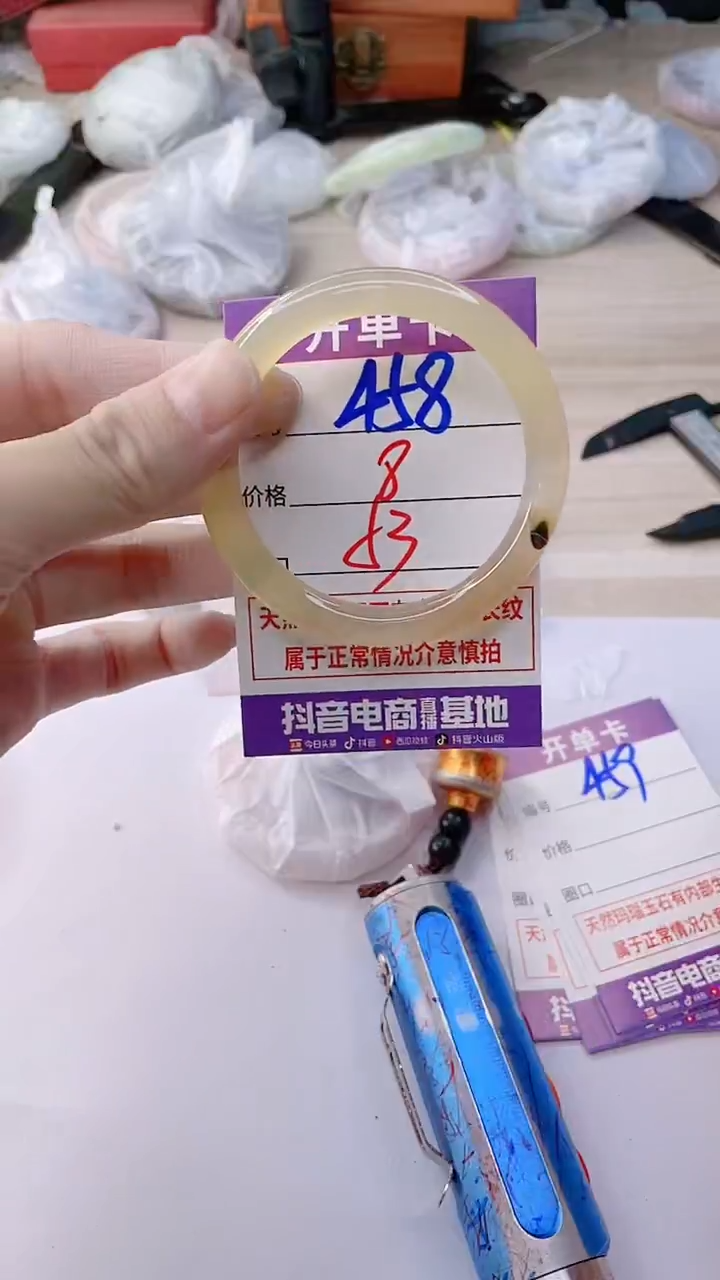 开单卡
458
价格
8
53
口
天然
纹
属于正常情况介意慎拍
抖音电商直播基地
今日头条 抖音 西瓜视频 抖音火山版
开单卡
编号 459
价格
圈口
天然玛瑙玉石有内部生
属于正常情况介意
抖音电商